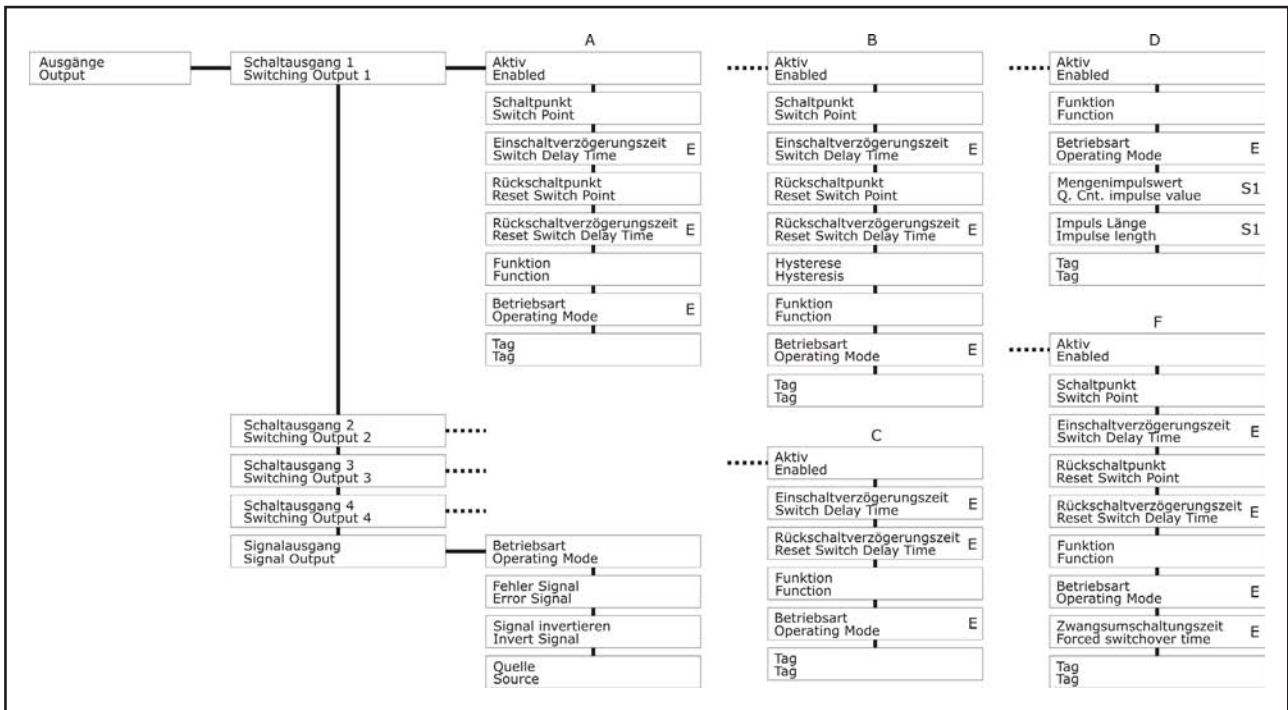 Ausgänge
Output
Schaltausgang 1
Switching Output 1
Schaltausgang 2
Switching Output 2
Schaltausgang 3
Switching Output 3
Schaltausgang 4
Switching Output 4
Signalausgang
Signal Output
A
Aktiv
Enabled
Schaltpunkt
Switch Point
Einschaltverzögerungszeit
Switch Delay Time E
Rückschaltpunkt
Reset Switch Point
Rückschaltverzögerungszeit
Reset Switch Delay Time E
Funktion
Function
Betriebsart
Operating Mode E
Tag
Tag
Betriebsart
Operating Mode
Fehler Signal
Error Signal
Signal invertieren
Invert Signal
Quelle
Source
B
Aktiv
Enabled
Schaltpunkt
Switch Point
Einschaltverzögerungszeit
Switch Delay Time E
Rückschaltpunkt
Reset Switch Point
Rückschaltverzögerungszeit
Reset Switch Delay Time E
Hysterese
Hysteresis
Funktion
Function
Betriebsart
Operating Mode E
Tag
Tag
C
Aktiv
Enabled
Einschaltverzögerungszeit
Switch Delay Time E
Rückschaltverzögerungszeit
Reset Switch Delay Time E
Funktion
Function
Betriebsart
Operating Mode E
Tag
Tag
D
Aktiv
Enabled
Funktion
Function
Betriebsart
Operating Mode E
Mengenimpulswert
Q. Cnt. impulse value S1
Impuls Länge
Impulse length S1
Tag
Tag
F
Aktiv
Enabled
Schaltpunkt
Switch Point
Einschaltverzögerungszeit
Switch Delay Time E
Rückschaltpunkt
Reset Switch Point
Rückschaltverzögerungszeit
Reset Switch Delay Time E
Funktion
Function
Betriebsart
Operating Mode E
Zwangsumschaltungszeit
Forced switchover time E
Tag
Tag